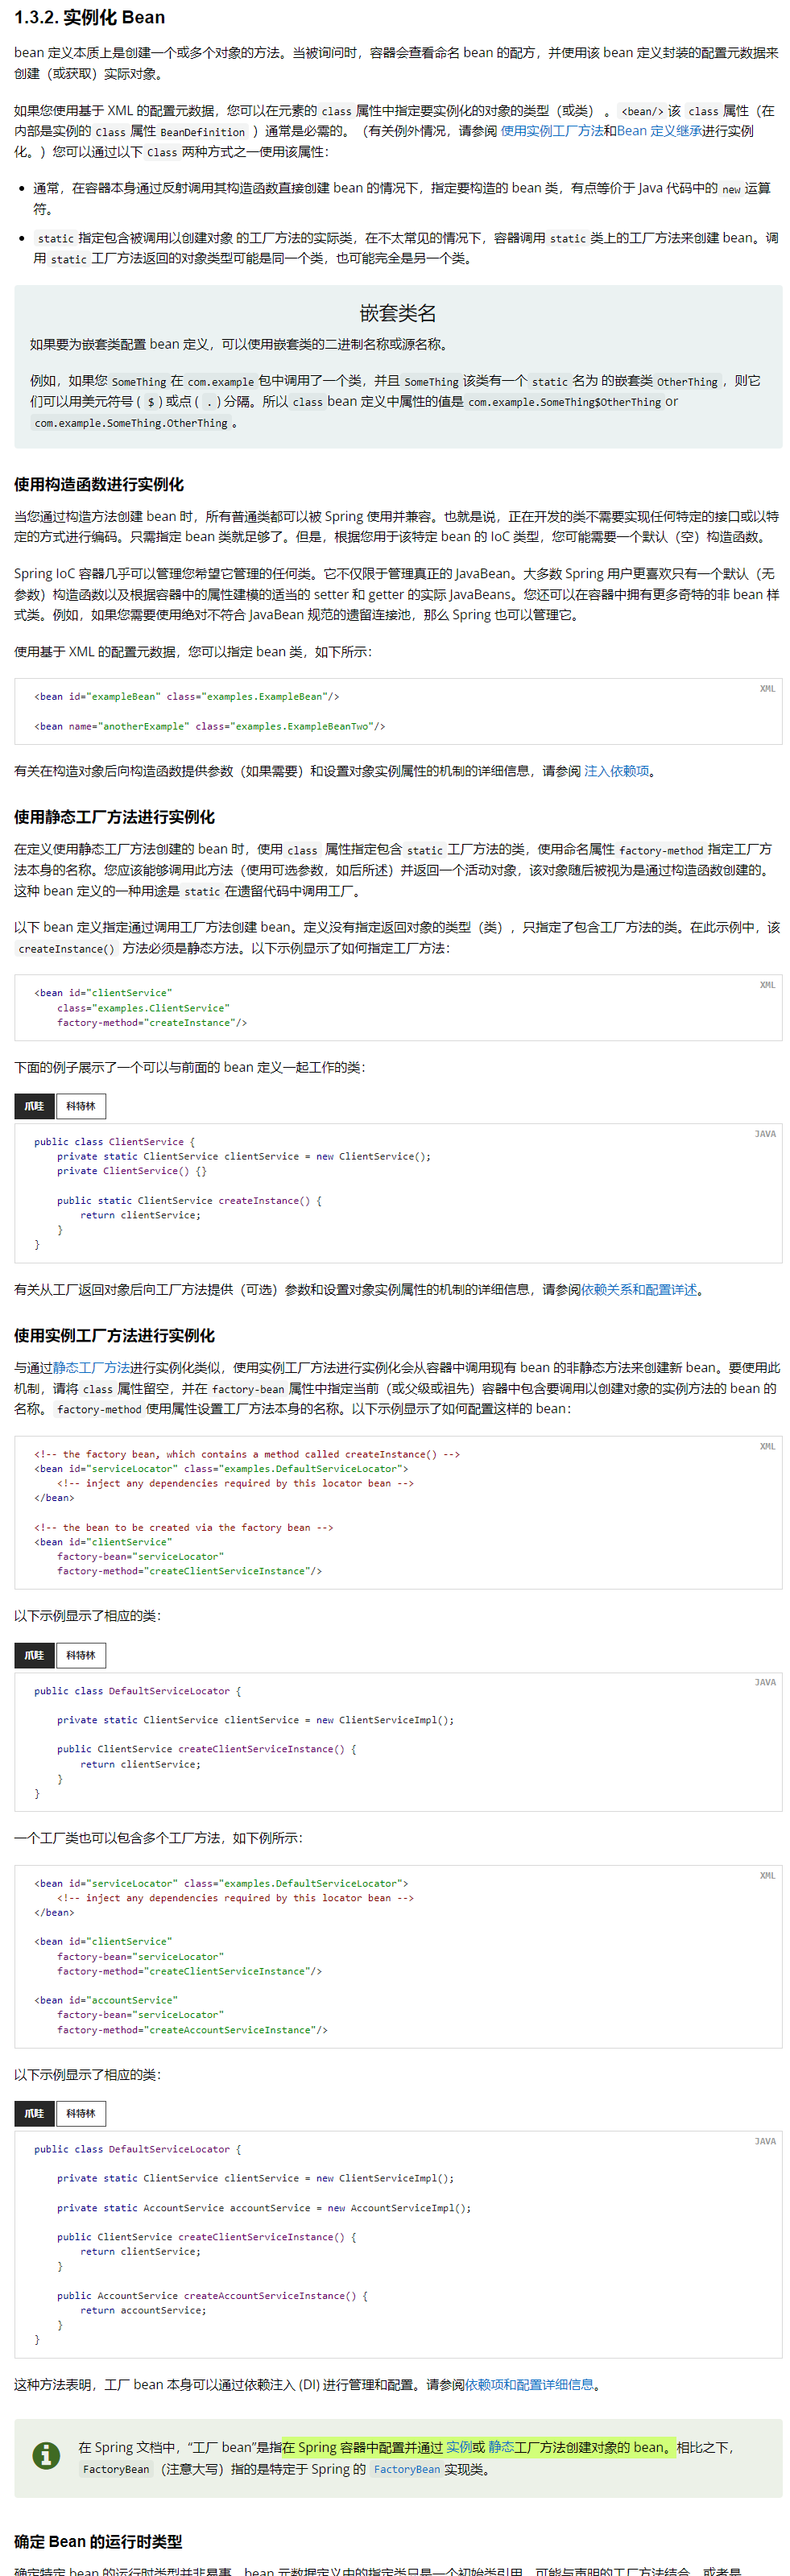 1.3.2. 实例化 Bean
bean 定义本质上是创建一个或多个对象的方法。当被询问时，容器会查看命名 bean 的配方，并使用该 bean 定义封装的配置元数据来
创建（或获取）实际对象。
如果您使用基于 XML 的配置元数据，您可以在元素的 class 属性中指定要实例化的对象的类型（或类） 。 <bean/> 该 class 属性（在
内部是实例的 Class 属性 BeanDefinition ）通常是必需的。（有关例外情况，请参阅 使用实例工厂方法和Bean 定义继承进行实例
化。）您可以通过以下 Class 两种方式之一使用该属性：
• 通常，在容器本身通过反射调用其构造函数直接创建 bean 的情况下，指定要构造的 bean 类，有点等价于 Java 代码中的 new 运算
符。
• static 指定包含被调用以创建对象 的工厂方法的实际类，在不太常见的情况下，容器调用 static 类上的工厂方法来创建 bean。调
用 static 工厂方法返回的对象类型可能是同一个类，也可能完全是另一个类。
嵌套类名
如果要为嵌套类配置 bean 定义，可以使用嵌套类的二进制名称或源名称。
例如，如果您 SomeThing 在 com.example 包中调用了一个类，并且 SomeThing 该类有一个 static 名为 的嵌套类 OtherThing ，则它
们可以用美元符号 ( $ ) 或点 ( . ) 分隔。所以 class bean 定义中属性的值是 com.example.SomeThing$OtherThing or
com.example.SomeThing.OtherThing 。
使用构造函数进行实例化
当您通过构造方法创建 bean 时，所有普通类都可以被 Spring 使用并兼容。也就是说，正在开发的类不需要实现任何特定的接口或以特
定的方式进行编码。只需指定 bean 类就足够了。但是，根据您用于该特定 bean 的 IoC 类型，您可能需要一个默认（空）构造函数。
Spring IoC 容器几乎可以管理您希望它管理的任何类。它不仅限于管理真正的 JavaBean。大多数 Spring 用户更喜欢只有一个默认（无
参数）构造函数以及根据容器中的属性建模的适当的 setter 和 getter 的实际 JavaBeans。您还可以在容器中拥有更多奇特的非 bean 样
式类。例如，如果您需要使用绝对不符合 JavaBean 规范的遗留连接池，那么 Spring 也可以管理它。
使用基于 XML 的配置元数据，您可以指定 bean 类，如下所示：
XML
<bean id="exampleBean" class="examples.ExampleBean"/>
<bean name="anotherExample" class="examples.ExampleBeanTwo"/>
有关在构造对象后向构造函数提供参数（如果需要）和设置对象实例属性的机制的详细信息，请参阅 注入依赖项。
使用静态工厂方法进行实例化
在定义使用静态工厂方法创建的 bean 时，使用 class 属性指定包含 static 工厂方法的类，使用命名属性 factory-method 指定工厂方
法本身的名称。您应该能够调用此方法（使用可选参数，如后所述）并返回一个活动对象，该对象随后被视为是通过构造函数创建的。
这种 bean 定义的一种用途是 static 在遗留代码中调用工厂。
以下 bean 定义指定通过调用工厂方法创建 bean。定义没有指定返回对象的类型（类），只指定了包含工厂方法的类。在此示例中，该
createInstance() 方法必须是静态方法。以下示例显示了如何指定工厂方法：
XML
<bean id="clientService"
class="examples.ClientService"
factory-method="createInstance"/>
下面的例子展示了一个可以与前面的 bean 定义一起工作的类：
爪哇 科特林
JAVA
public class ClientService {
private static ClientService clientService = new ClientService();
private ClientService() {}
public static ClientService createInstance() {
return clientService;
}
}
有关从工厂返回对象后向工厂方法提供（可选）参数和设置对象实例属性的机制的详细信息，请参阅依赖关系和配置详述。
使用实例工厂方法进行实例化
与通过静态工厂方法进行实例化类似，使用实例工厂方法进行实例化会从容器中调用现有 bean 的非静态方法来创建新 bean。要使用此
机制，请将 class 属性留空，并在 factory-bean 属性中指定当前（或父级或祖先）容器中包含要调用以创建对象的实例方法的 bean 的
名称。 factory-method 使用属性设置工厂方法本身的名称。以下示例显示了如何配置这样的 bean：
XML
<!-- the factory bean, which contains a method called createInstance() -->
<bean id="serviceLocator" class="examples.DefaultServiceLocator">
<!-- inject any dependencies required by this locator bean -->
</bean>
<!-- the bean to be created via the factory bean -->
<bean id="clientService"
factory-bean="serviceLocator"
factory-method="createClientServiceInstance"/>
以下示例显示了相应的类：
爪哇 科特林
JAVA
public class DefaultServiceLocator {
private static ClientService clientService = new ClientServiceImpl();
public ClientService createClientServiceInstance() {
return clientService;
}
}
一个工厂类也可以包含多个工厂方法，如下例所示：
XML
<bean id="serviceLocator" class="examples.DefaultServiceLocator">
<!-- inject any dependencies required by this locator bean -->
</bean>
<bean id="clientService"
factory-bean="serviceLocator"
factory-method="createClientServiceInstance"/>
<bean id="accountService"
factory-bean="serviceLocator"
factory-method="createAccountServiceInstance"/>
以下示例显示了相应的类：
爪哇 科特林
JAVA
public class DefaultServiceLocator {
private static ClientService clientService = new ClientServiceImpl();
private static AccountService accountService = new AccountServiceImpl();
public ClientService createClientServiceInstance() {
return clientService;
}
public AccountService createAccountServiceInstance() {
return accountService;
}
}
这种方法表明，工厂 bean 本身可以通过依赖注入 (DI) 进行管理和配置。请参阅依赖项和配置详细信息。
在 Spring 文档中，“工厂 bean”是指在 Spring 容器中配置并通过 实例或 静态工厂方法创建对象的 bean。相比之下，
FactoryBean （注意大写）指的是特定于 Spring 的 FactoryBean 实现类。
确定 Bean 的运行时类型
确定特定 bean 的运行时类型并非易事。bean 元数据定义中的指定类只是一个初始类引用，可能与声明的工厂方法结合，或者是